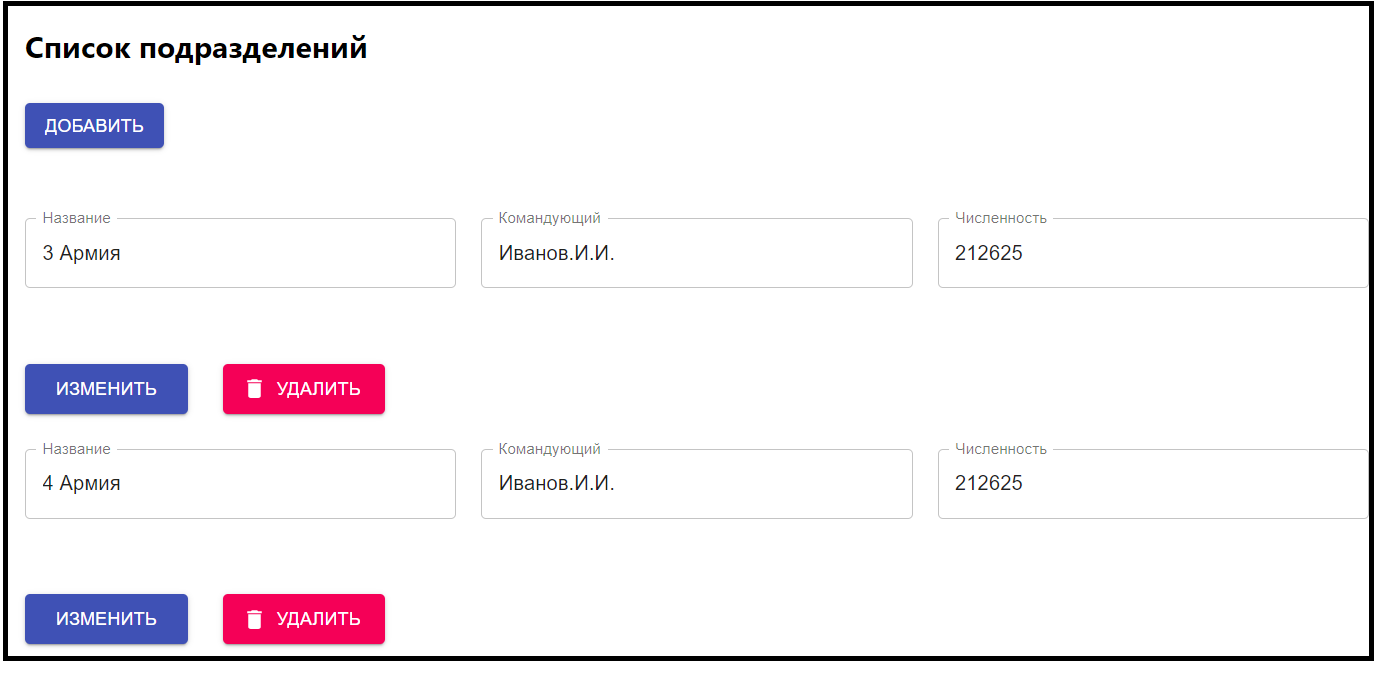 Список подразделений
ДОБАВИТЬ
Название Командующий Численность
3 Армия Иванов.И.И. 212625
ИЗМЕНИТЬ УДАЛИТЬ
Название Командующий Численность
4 Армия Иванов.И.И. 212625
ИЗМЕНИТЬ УДАЛИТЬ